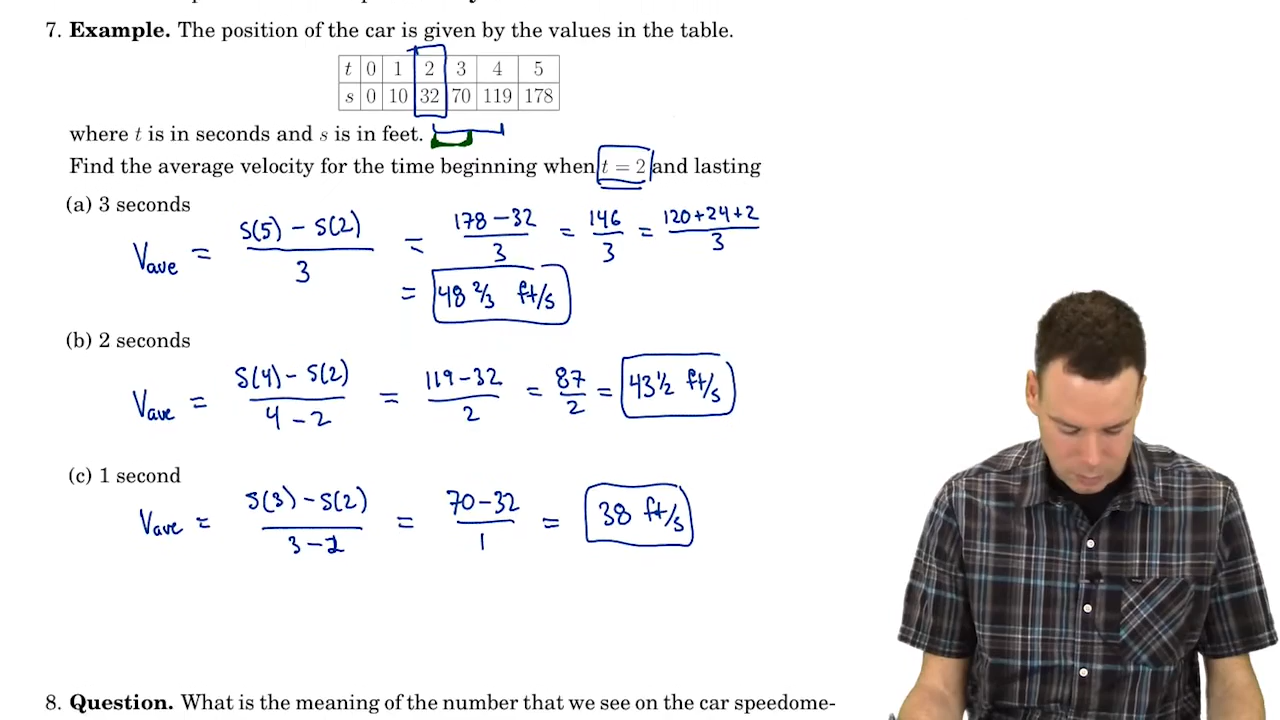 7. Example. The position of the car is given by the values in the table.
t 0 1 2 3 4 5
s 0 10 32 70 119 178
where t is in seconds and s is in feet.
Find the average velocity for the time beginning when t = 2 and lasting
(a) 3 seconds
Vave = (S(5) - S(2))/3 = (178 - 32)/3 = 146/3 = (120+24+2)/3
= 48 2/3 ft/s
(b) 2 seconds
Vave = (S(4) - S(2))/(4 - 2) = (119 - 32)/2 = 87/2 = 43 1/2 ft/s
(c) 1 second
Vave = (S(3) - S(2))/(3 - 2) = (70 - 32)/1 = 38 ft/s
8. Question. What is the meaning of the number that we see on the car speedome-